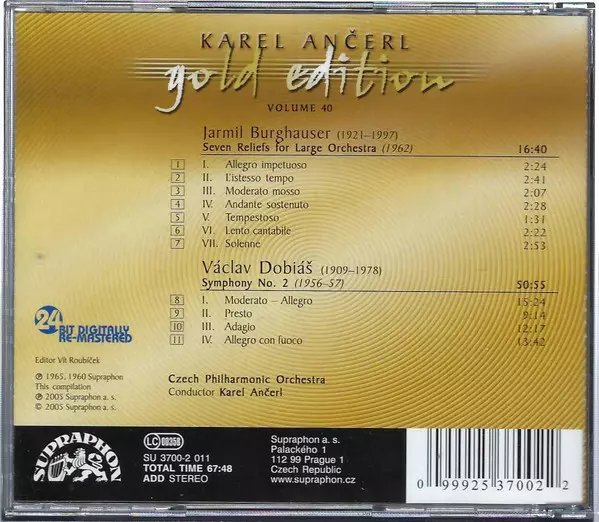 KAREL ANČERL
gold edition
VOLUME 40
Jarmil Burghauser (1921–1997)
Seven Reliefs for Large Orchestra (1962) 16:40
1 I. Allegro impetuoso 2:24
2 II. L'istesso tempo 2:41
3 III. Moderato mosso 2:07
4 IV. Andante sostenuto 2:28
5 V. Tempestoso 1:31
6 VI. Lento cantabile 2:22
7 VII. Solenne 2:53
Václav Dobiáš (1909–1978)
Symphony No. 2 (1956–57) 50:55
8 I. Moderato – Allegro 15:24
9 II. Presto 9:14
10 III. Adagio 12:17
11 IV. Allegro con fuoco 13:42
24
BIT DIGITALLY
RE-MASTERED
Editor Vít Roubíček
℗ 1965, 1960 Supraphon
This compilation
℗ 2005 Supraphon a. s.
© 2005 Supraphon a. s.
Czech Philharmonic Orchestra
Conductor Karel Ančerl
SUPRAPHON
LC 00358
SU 3700-2 011
TOTAL TIME 67:48
ADD STEREO
Supraphon a. s.
Palackého 1
112 99 Prague 1
Czech Republic
www.supraphon.cz
0 99925 37002 2